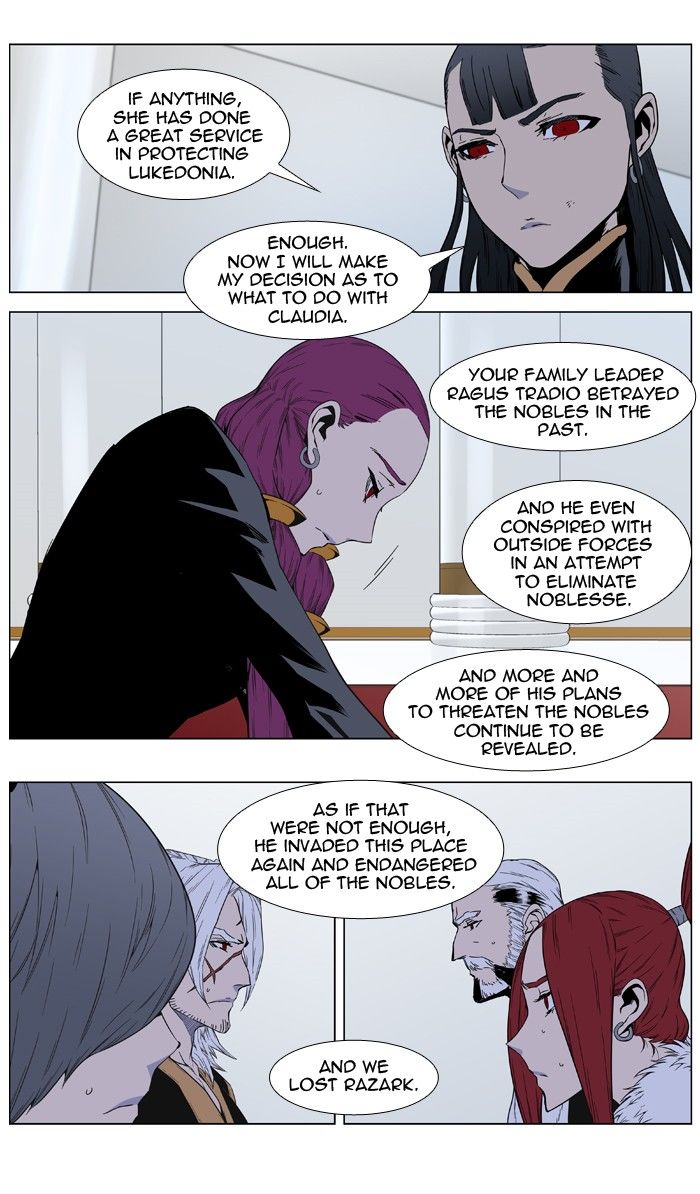 IF ANYTHING,
SHE HAS DONE
A GREAT SERVICE
IN PROTECTING
LUKEDONIA.
ENOUGH.
NOW I WILL MAKE
MY DECISION AS TO
WHAT TO DO WITH
CLAUDIA.
YOUR FAMILY LEADER
RAGUS TRADIO BETRAYED
THE NOBLES IN THE
PAST.
AND HE EVEN
CONSPIRED WITH
OUTSIDE FORCES
IN AN ATTEMPT
TO ELIMINATE
NOBLESSE.
AND MORE AND
MORE OF HIS PLANS
TO THREATEN THE NOBLES
CONTINUE TO BE
REVEALED.
AS IF THAT
WERE NOT ENOUGH,
HE INVADED THIS PLACE
AGAIN AND ENDANGERED
ALL OF THE NOBLES.
AND WE
LOST RAZARK.